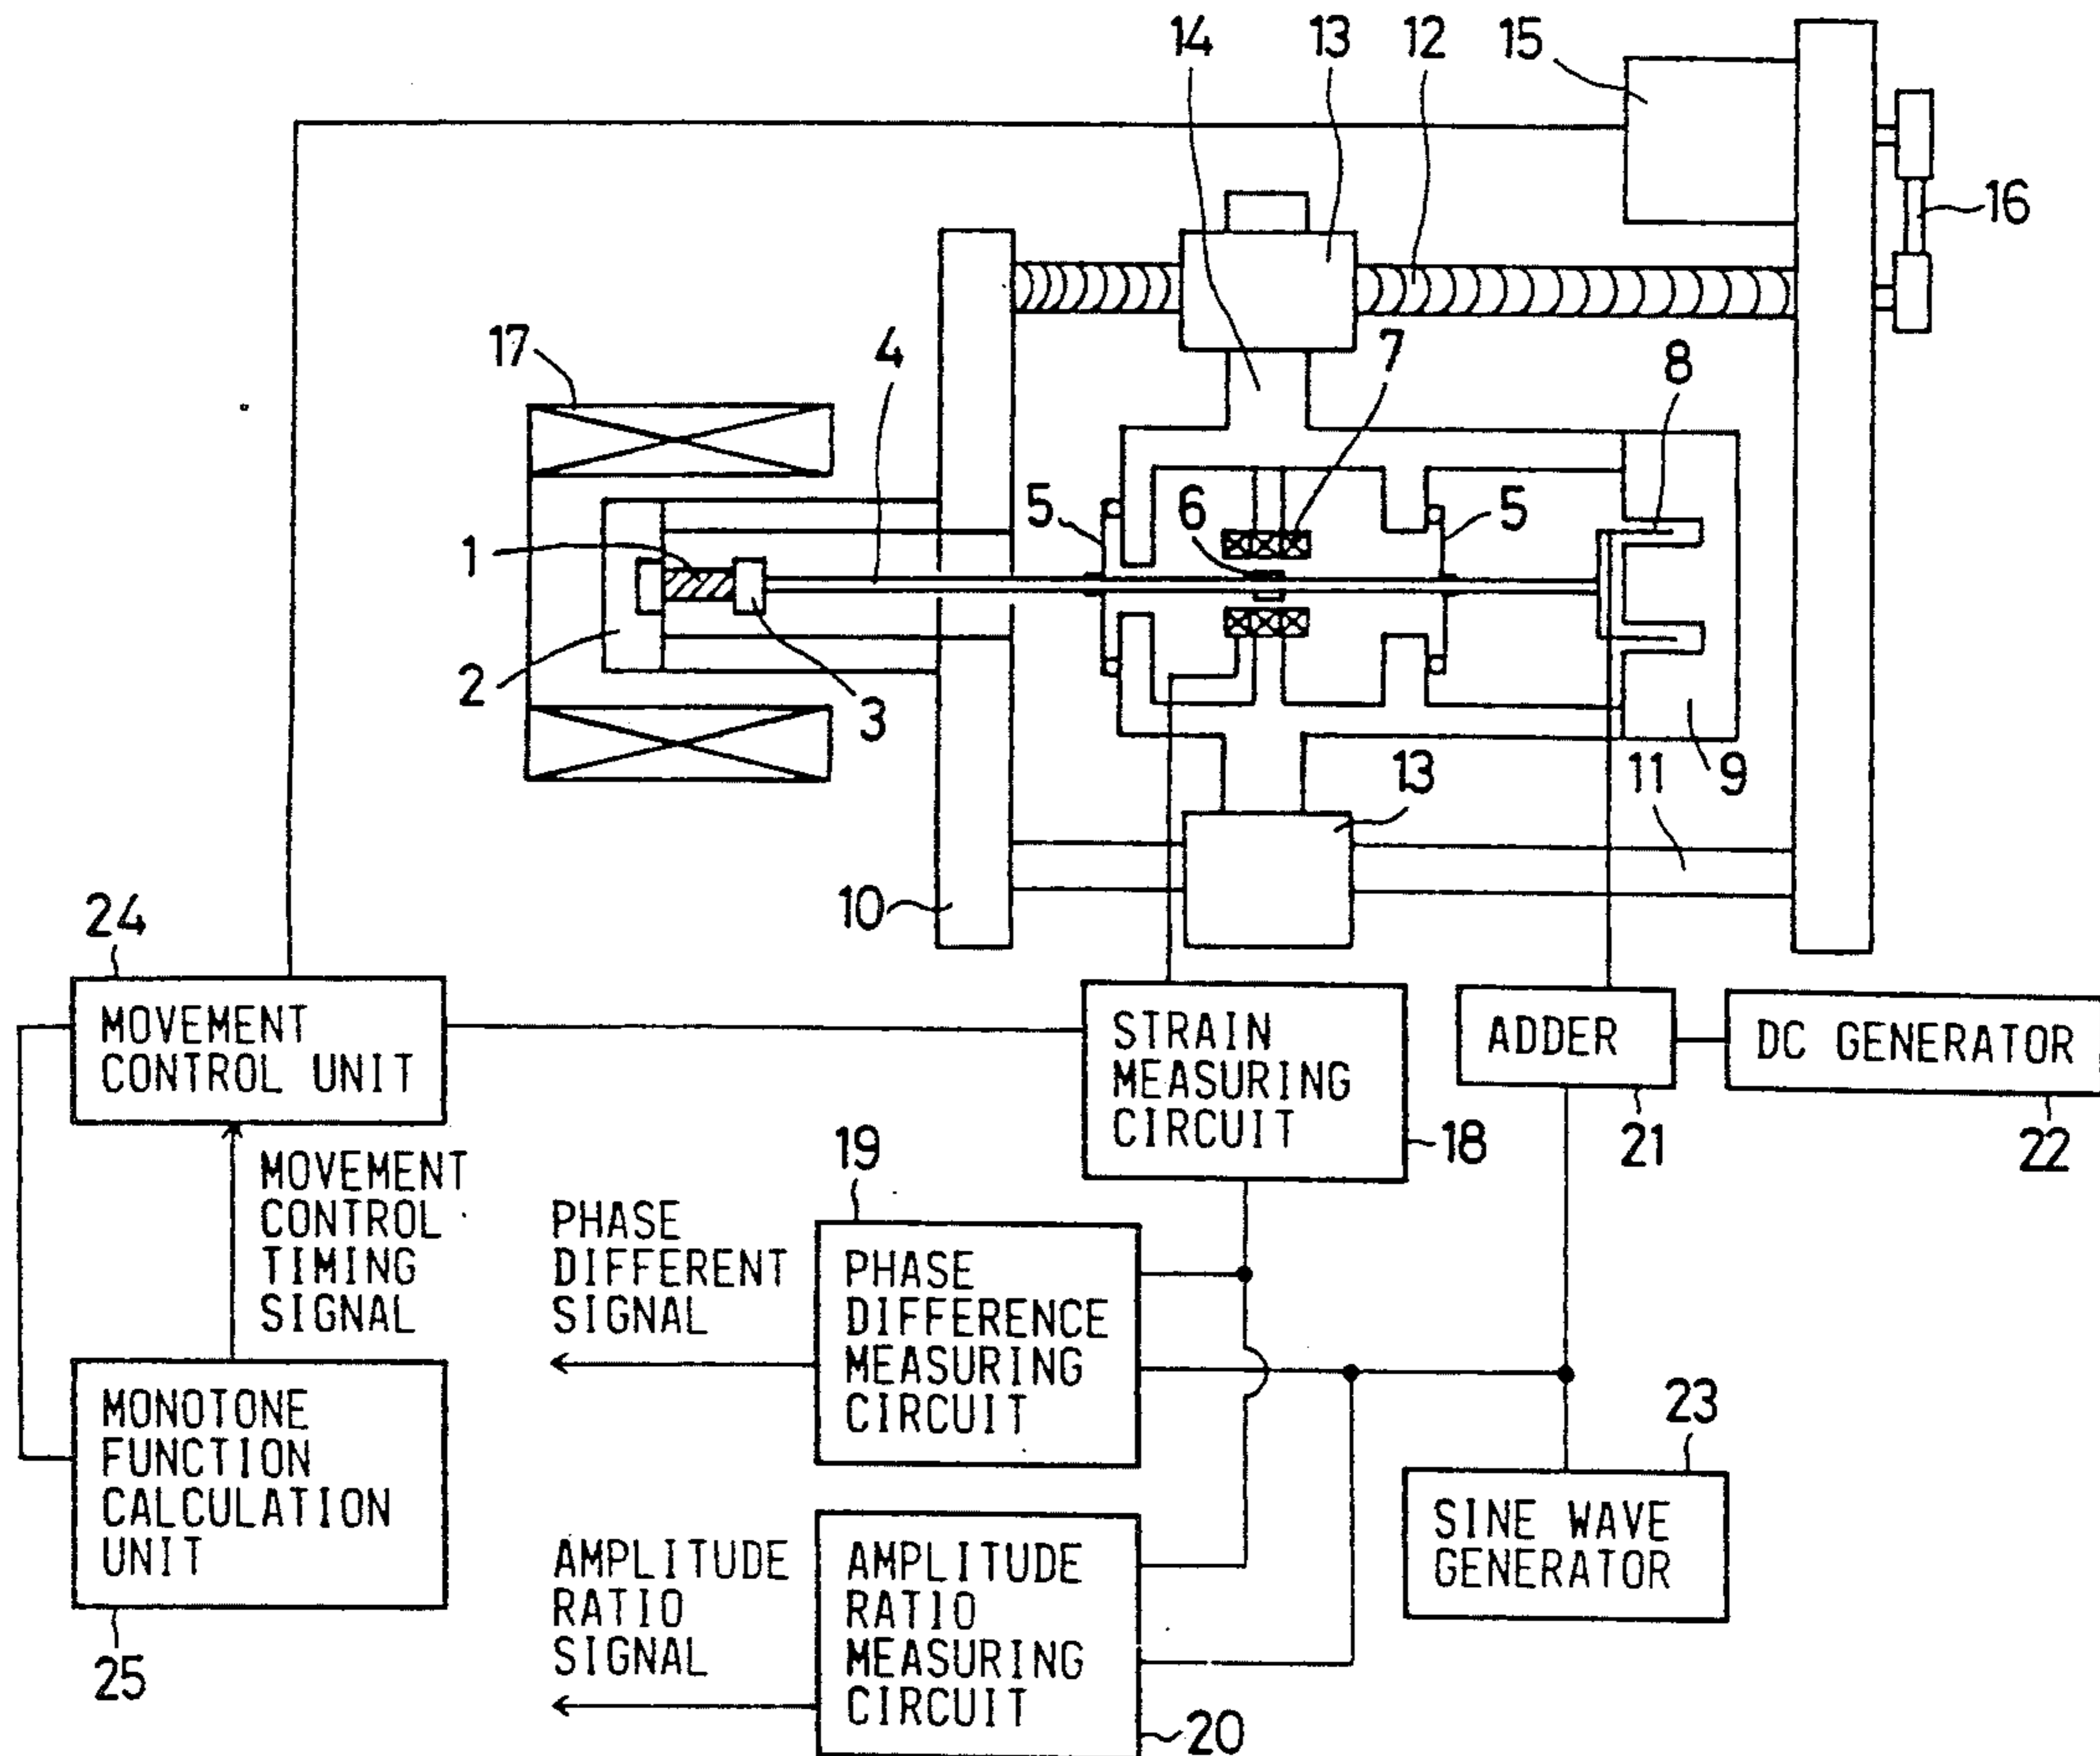 14
13
12
15
16
17
4
7
8
5
6
5
1
2
3
13
11
9
10
24
MOVEMENT
CONTROL UNIT
STRAIN
MEASURING
CIRCUIT
18
ADDER
21
DC GENERATOR
22
MOVEMENT
CONTROL
TIMING
SIGNAL
19
PHASE
DIFFERENT
SIGNAL
PHASE
DIFFERENCE
MEASURING
CIRCUIT
MONOTONE
FUNCTION
CALCULATION
UNIT
25
23
SINE WAVE
GENERATOR
AMPLITUDE
RATIO
SIGNAL
AMPLITUDE
RATIO
MEASURING
CIRCUIT
20